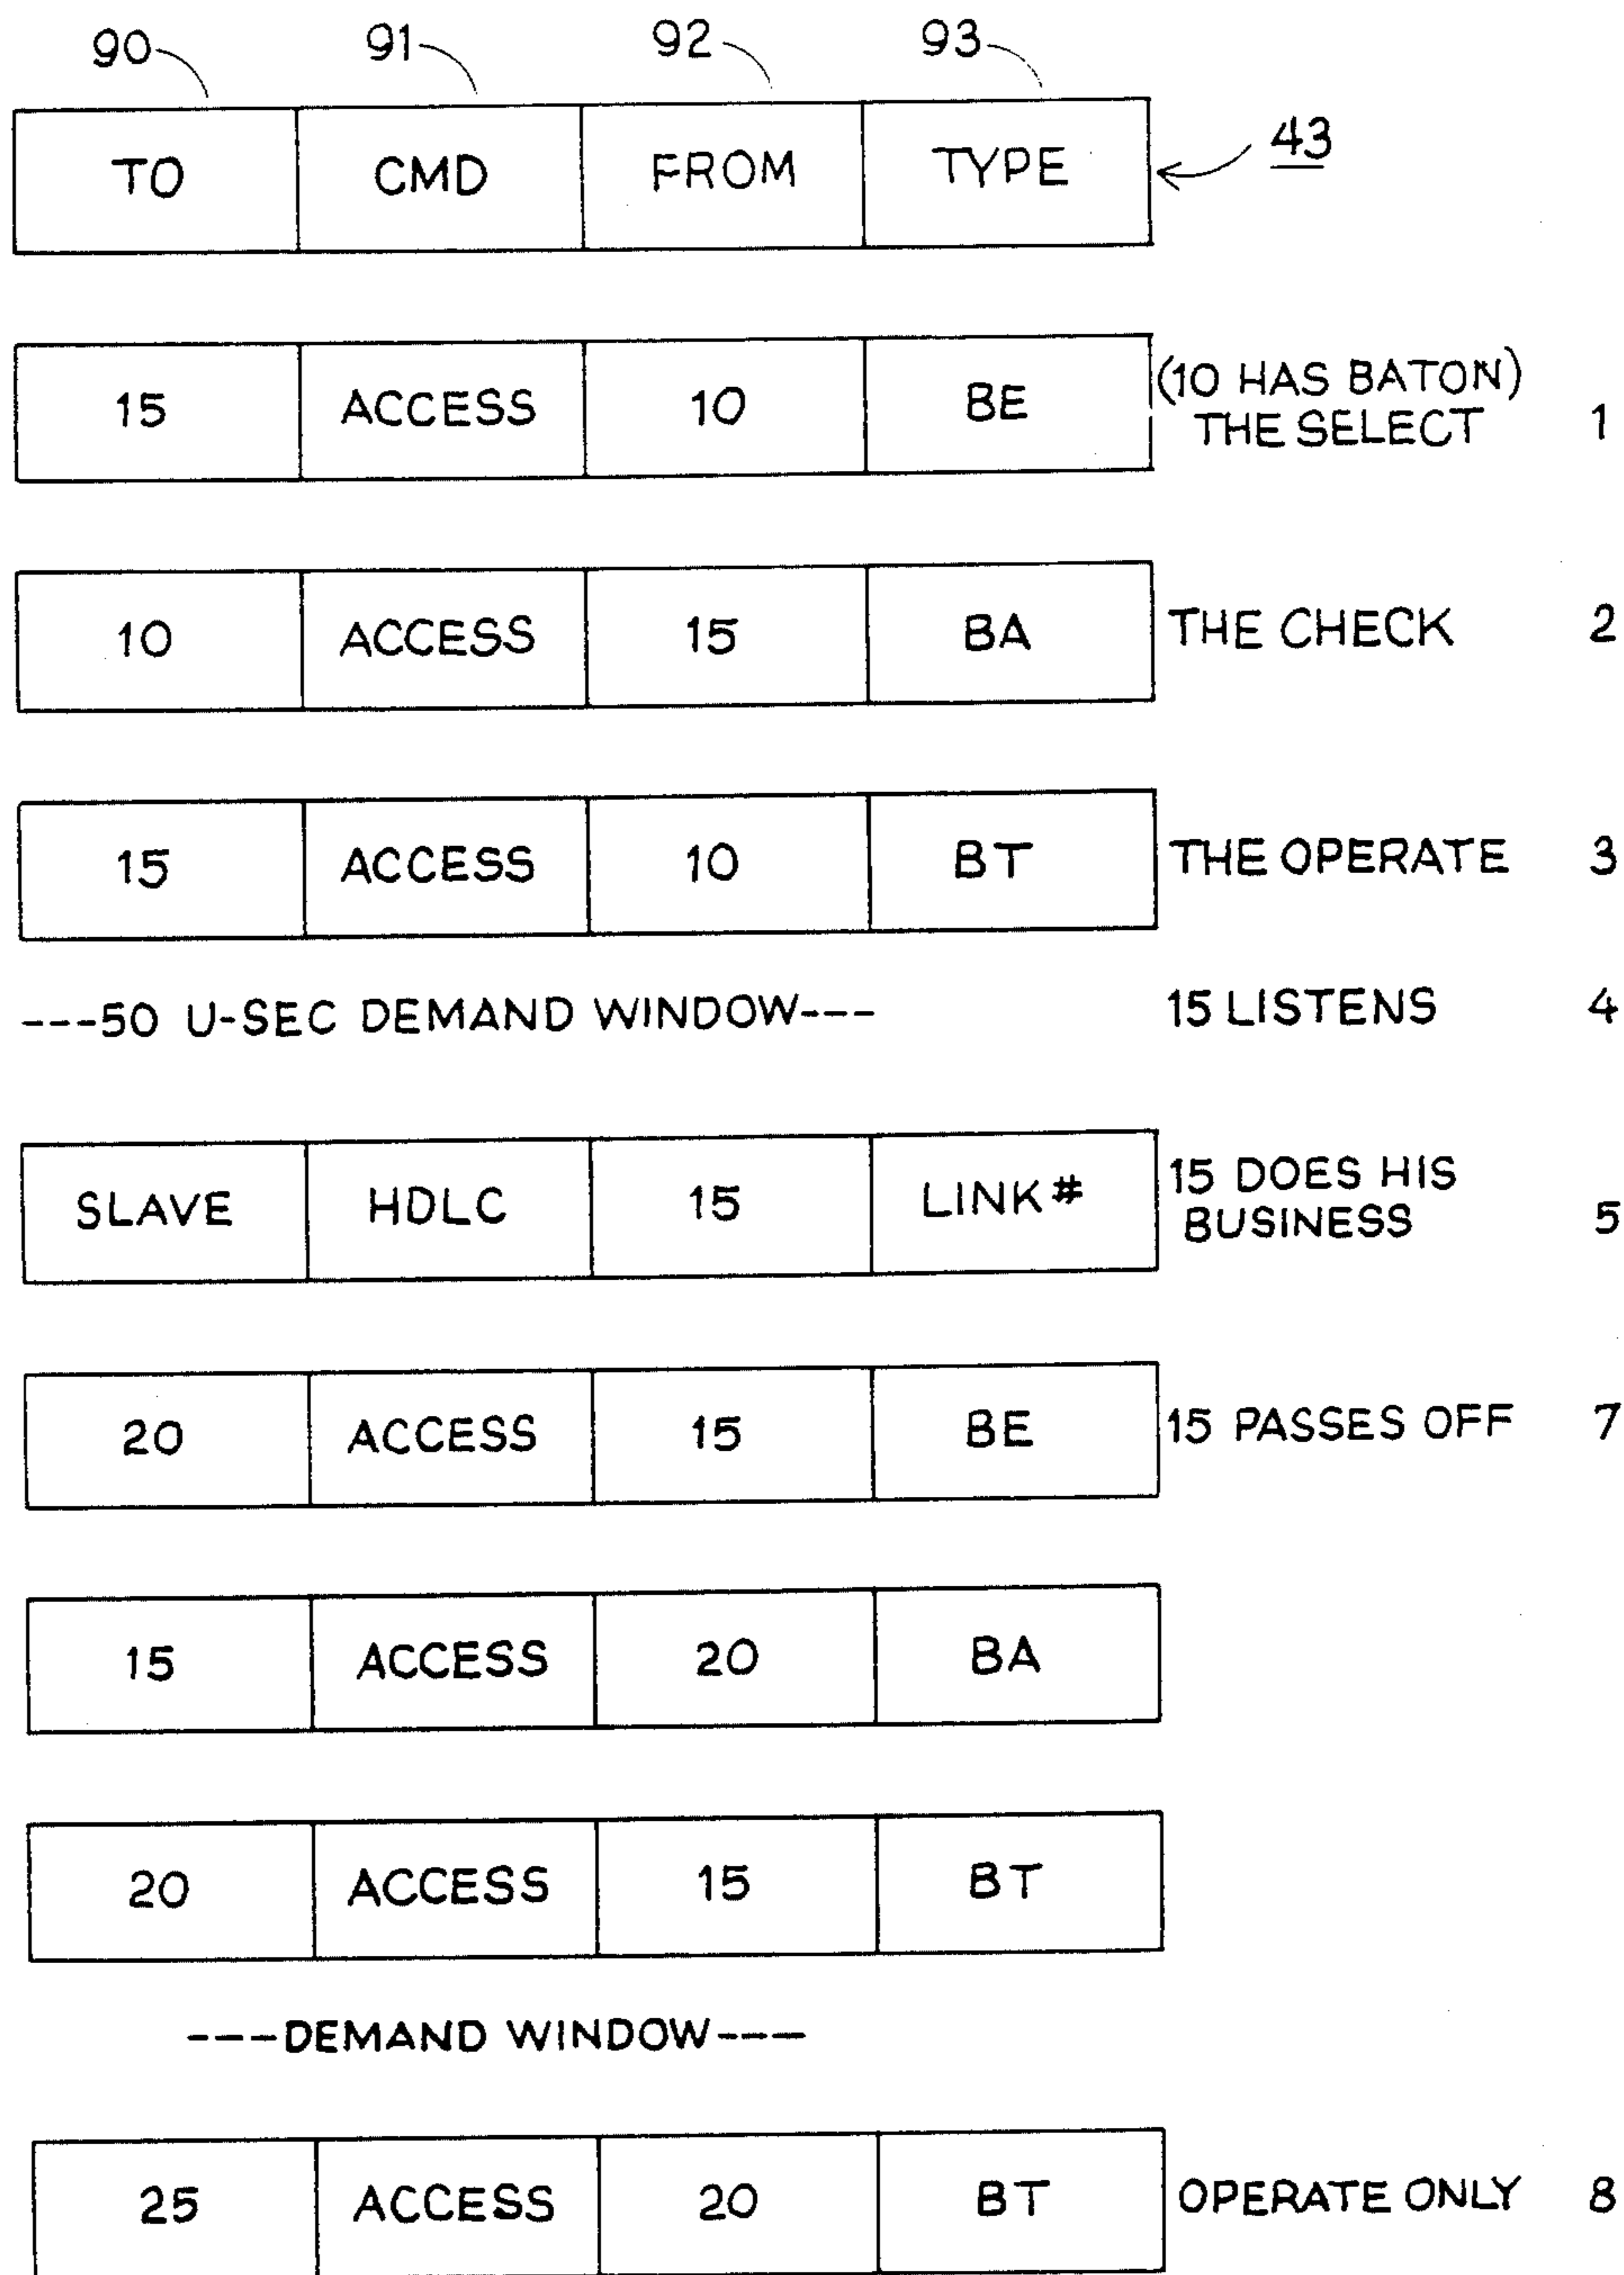 90 91 92 93
TO CMD FROM TYPE 43
15 ACCESS 10 BE (10 HAS BATON)
THE SELECT 1
10 ACCESS 15 BA THE CHECK 2
15 ACCESS 10 BT THE OPERATE 3
---50 U-SEC DEMAND WINDOW--- 15 LISTENS 4
SLAVE HDLC 15 LINK# 15 DOES HIS
BUSINESS 5
20 ACCESS 15 BE 15 PASSES OFF 7
15 ACCESS 20 BA
20 ACCESS 15 BT
----DEMAND WINDOW----
25 ACCESS 20 BT OPERATE ONLY 8